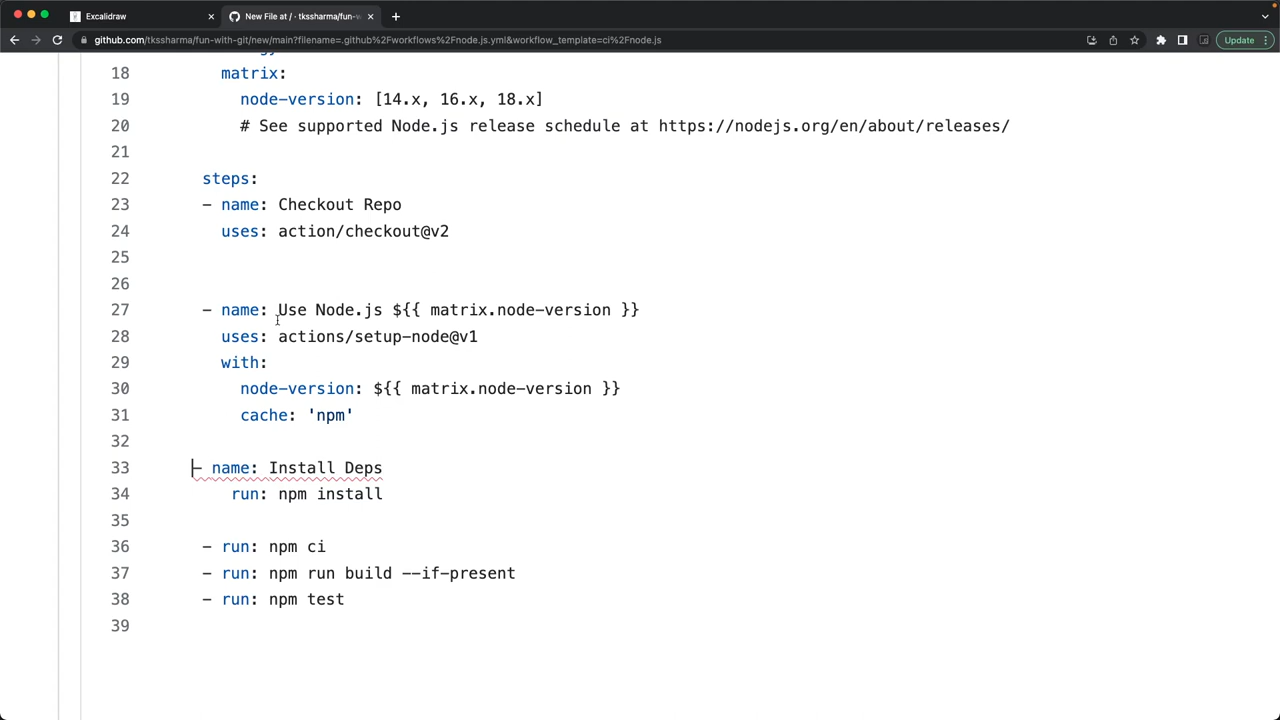 Excalidraw
New File at / · tkssharma/fun-w
github.com/tkssharma/fun-with-git/new/main?filename=.github%2Fworkflows%2Fnode.js.yml&workflow_template=ci%2Fnode.js
Update
18 matrix:
19 node-version: [14.x, 16.x, 18.x]
20 # See supported Node.js release schedule at https://nodejs.org/en/about/releases/
21
22 steps:
23 - name: Checkout Repo
24 uses: action/checkout@v2
25
26
27 - name: Use Node.js ${{ matrix.node-version }}
28 uses: actions/setup-node@v1
29 with:
30 node-version: ${{ matrix.node-version }}
31 cache: 'npm'
32
33 - name: Install Deps
34 run: npm install
35
36 - run: npm ci
37 - run: npm run build --if-present
38 - run: npm test
39